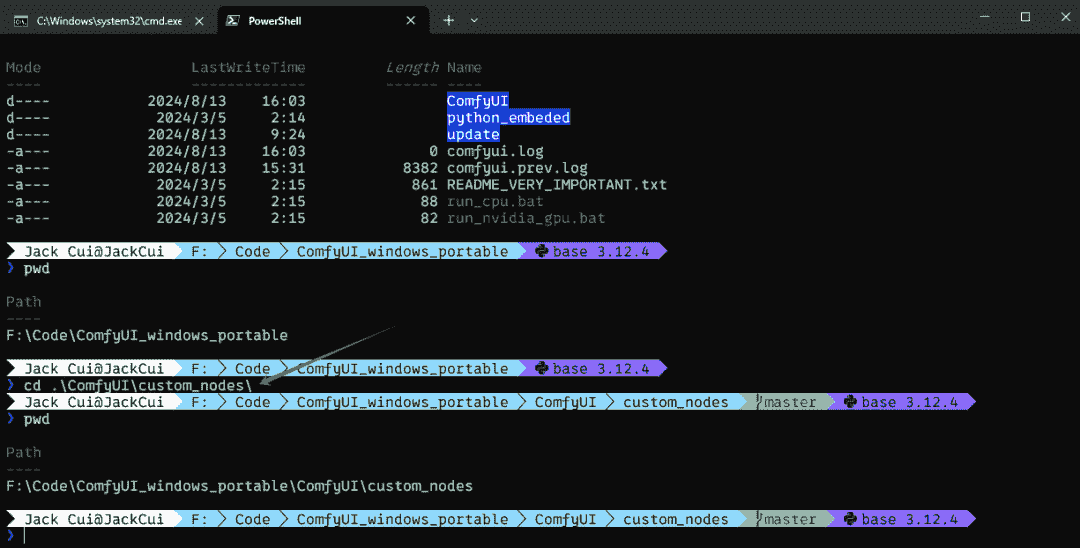 C:\Windows\system32\cmd.exe PowerShell
Mode LastWriteTime Length Name
---- ------------- ------ ----
d---- 2024/8/13 16:03 ComfyUI
d---- 2024/3/5 2:14 python_embeded
d---- 2024/8/13 9:24 update
-a--- 2024/8/13 16:03 0 comfyui.log
-a--- 2024/8/13 15:31 8382 comfyui.prev.log
-a--- 2024/3/5 2:15 861 README_VERY_IMPORTANT.txt
-a--- 2024/3/5 2:15 88 run_cpu.bat
-a--- 2024/3/5 2:15 82 run_nvidia_gpu.bat
Jack Cui@JackCui F: Code ComfyUI_windows_portable base 3.12.4
❯ pwd
Path
----
F:\Code\ComfyUI_windows_portable
Jack Cui@JackCui F: Code ComfyUI_windows_portable base 3.12.4
❯ cd .\ComfyUI\custom_nodes\
Jack Cui@JackCui F: Code ComfyUI_windows_portable ComfyUI custom_nodes master base 3.12.4
❯ pwd
Path
----
F:\Code\ComfyUI_windows_portable\ComfyUI\custom_nodes
Jack Cui@JackCui F: Code ComfyUI_windows_portable ComfyUI custom_nodes master base 3.12.4
❯